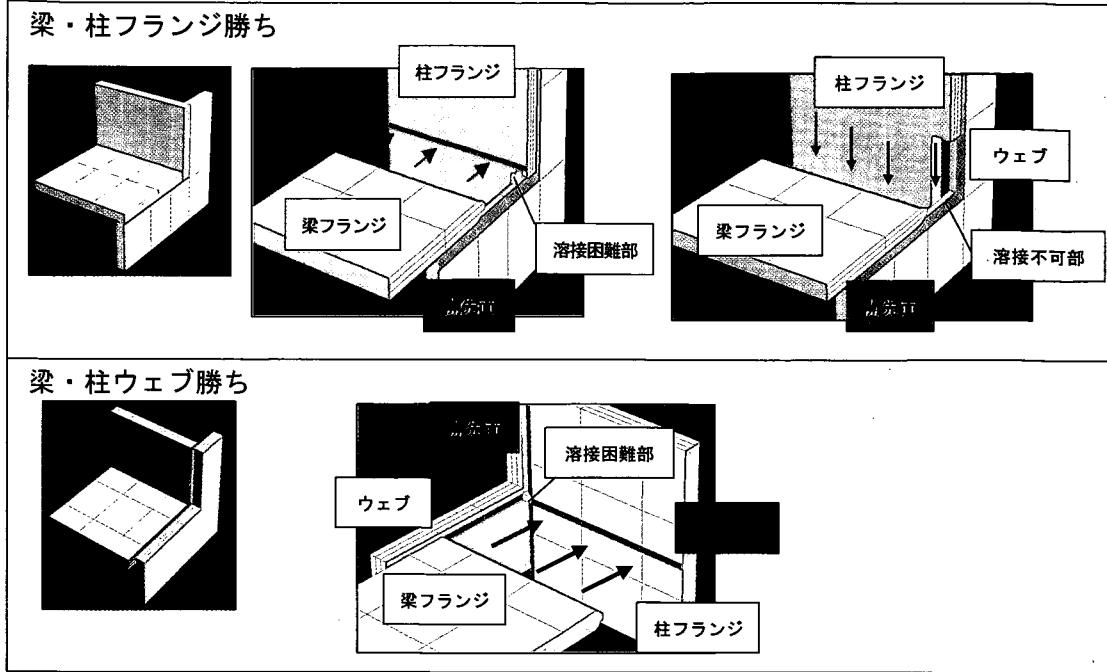 梁・柱フランジ勝ち
柱フランジ
梁フランジ
溶接困難部
柱フランジ
ウェブ
梁フランジ
溶接不可部
梁・柱ウェブ勝ち
溶接困難部
ウェブ
梁フランジ
柱フランジ